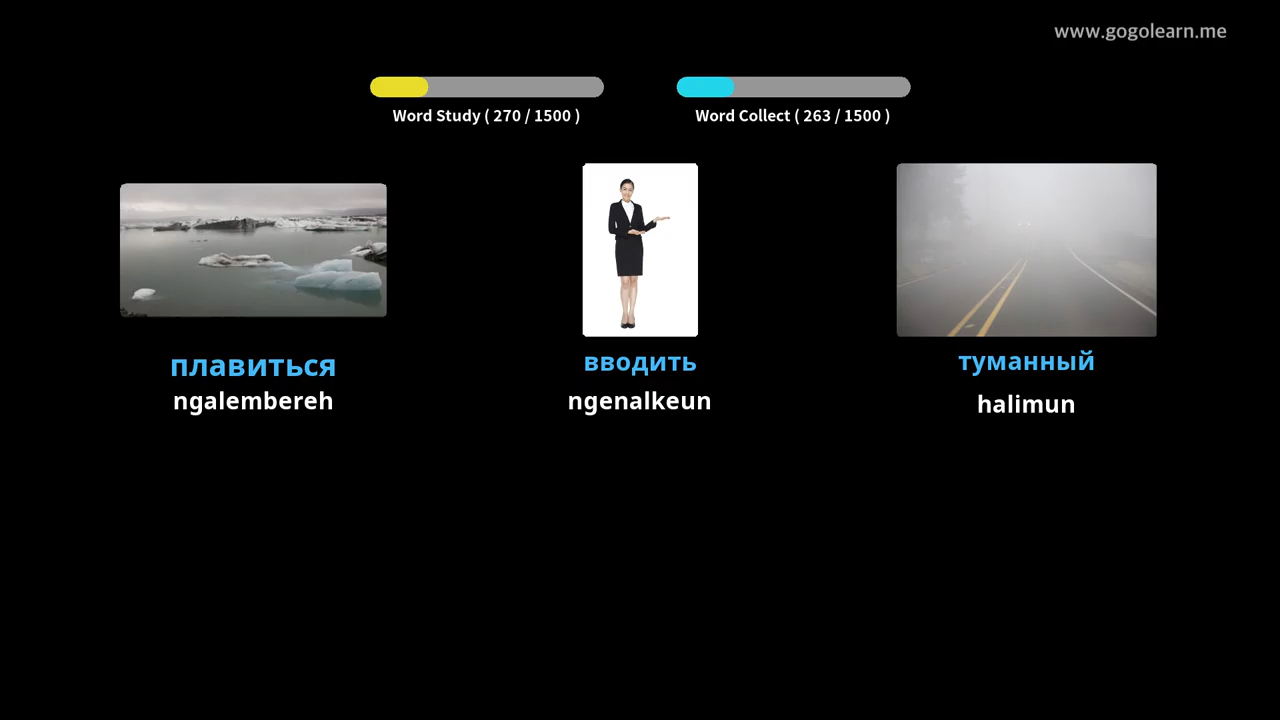 www.gogolearn.me
Word Study ( 270 / 1500 )
Word Collect ( 263 / 1500 )
плавиться
ngalembereh
вводить
ngenalkeun
туманный
halimun